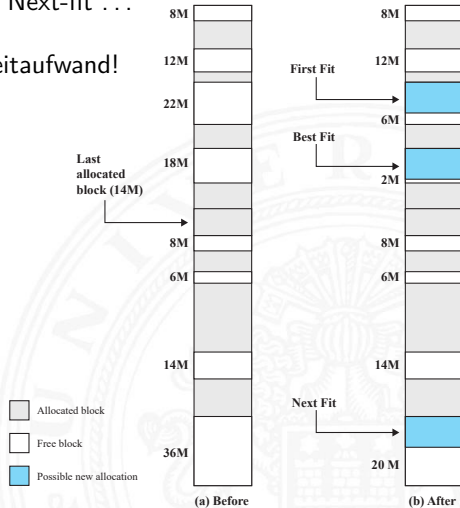 Next-fit ...
eitaufwand!
8M
12M
22M
18M
Last
allocated
block (14M)
8M
6M
14M
36M
Allocated block
Free block
Possible new allocation
(a) Before
8M
12M
First Fit
6M
Best Fit
2M
8M
6M
14M
Next Fit
20 M
(b) After